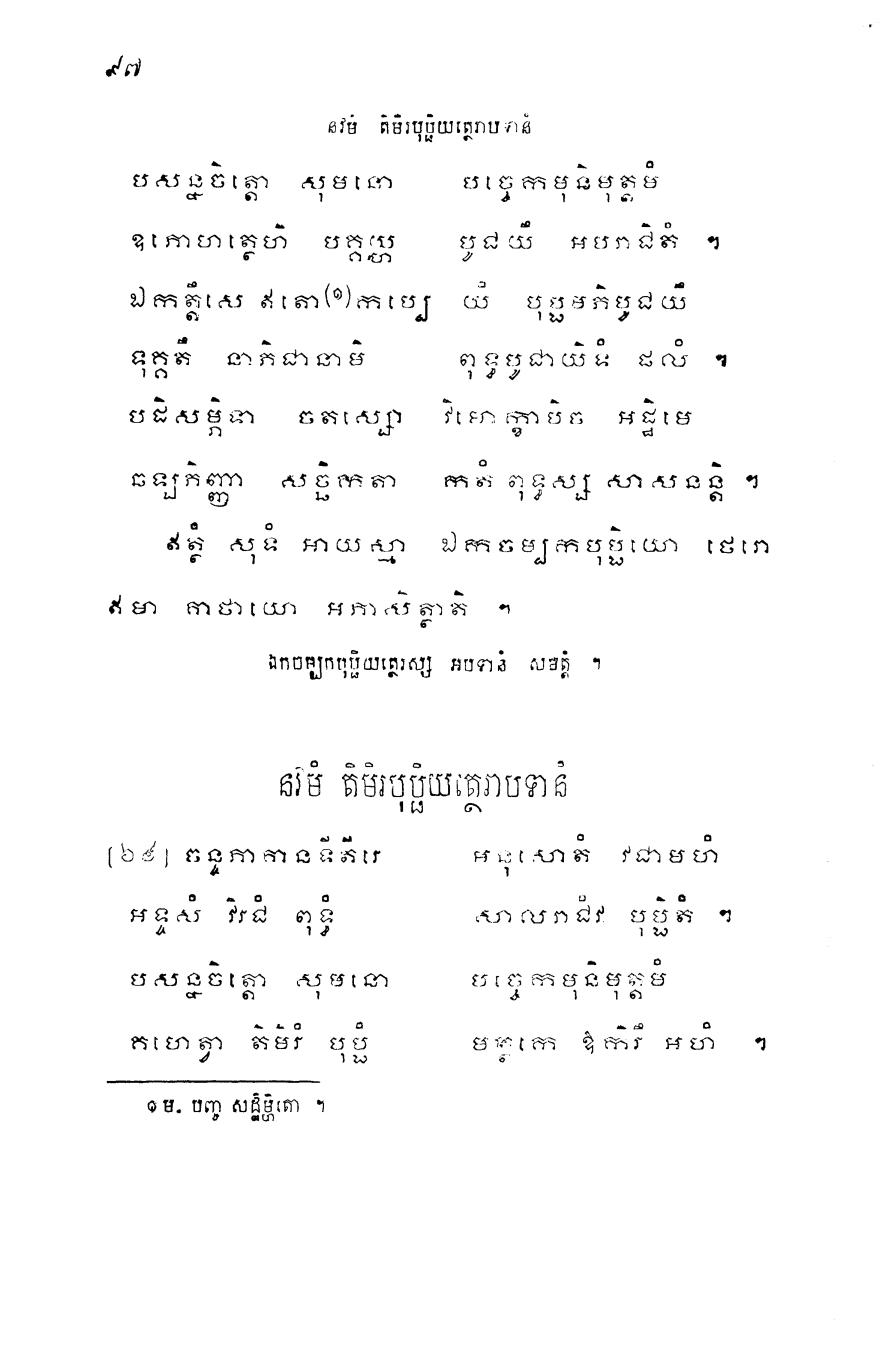 ៩៧
នវមំ តិមិរបុប្ផិយត្ថេរាបទានំ
បសន្នចិត្តោ សុមនោ បច្ចេកមុនិមុត្តមំ
ឧភោហត្ថេហិ បគ្គយ្ហ បូជយឹ អបរាជិតំ ។
ឯកត្តឹសេ ឥតោ(១)កប្បេ យំ បុប្ផមភិបូជយឹ
ទុគ្គតឹ នាភិជានាមិ ពុទ្ធបូជាយិទំ ផលំ ។
បដិសម្ភិទា ចតស្សោ វិមោក្ខាបិច អដ្ឋិមេ
ឆឡភិញ្ញា សច្ឆិកតា កតំ ពុទ្ធស្ស សាសនន្តិ ។
ឥត្ថំ សុទំ អាយស្មា ឯកចម្បកបុប្ផិយោ ថេរោ
ឥមា គាថាយោ អភាសិត្ថាតិ ។
ឯកចម្បកបុប្ផិយត្ថេរស្ស អបទានំ សមត្តំ ។
នវមំ តិមិរបុប្ផិយត្ថេរាបទានំ
[៦៥] ចន្ទភាគានទីតីរេ អនុសោតំ វជាមហំ
អទ្ទសំ វិរជំ ពុទ្ធំ សាលរាជំវ បុប្ផិតំ ។
បសន្នចិត្តោ សុមនោ បច្ចេកមុនិមុត្តមំ
គហេត្វា តិមិរំ បុប្ផំ មត្ថកេ ឱកិរឹ អហំ ។
១ ម. បញ្ច សដ្ឋិម្ហិតោ ។